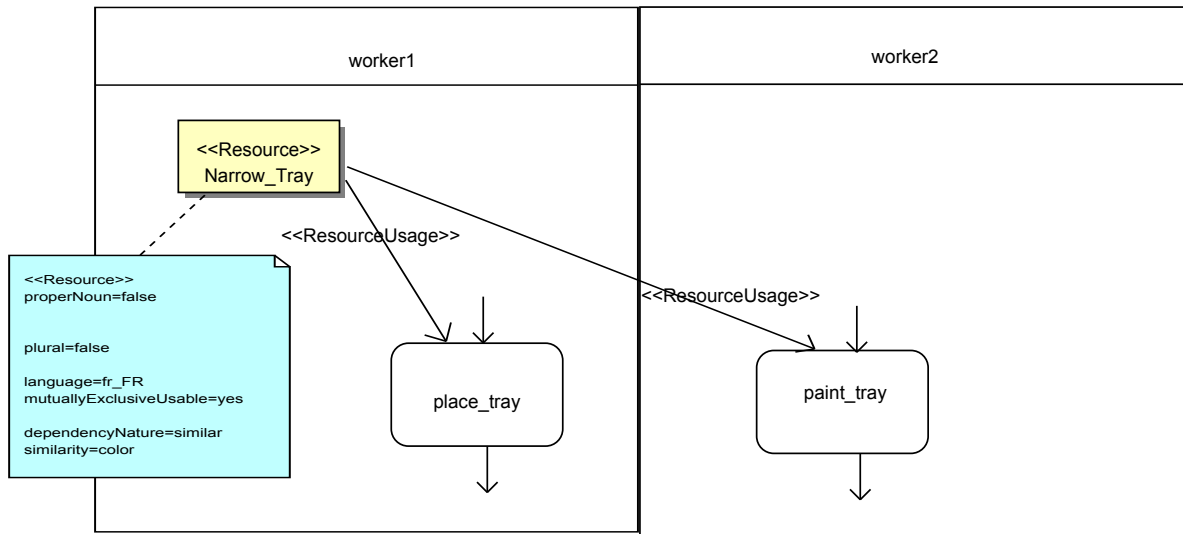 worker1
worker2
<<Resource>>
Narrow_Tray
<<ResourceUsage>>
<<ResourceUsage>>
<<Resource>>
properNoun=false
plural=false
language=fr_FR
mutuallyExclusiveUsable=yes
dependencyNature=similar
similarity=color
place_tray
paint_tray